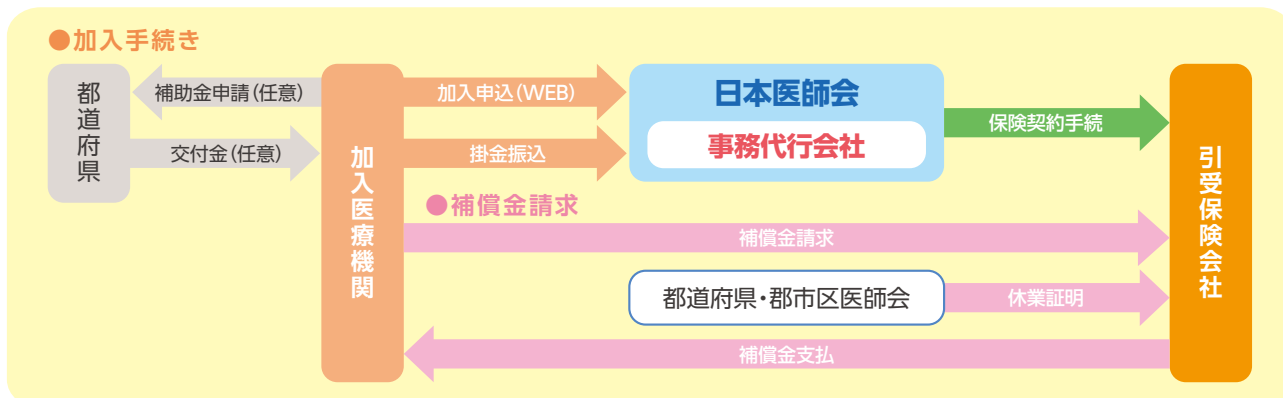 ●加入手続き
都道府県
補助金申請(任意)
交付金(任意)
加入医療機関
加入申込(WEB)
掛金振込
日本医師会
事務代行会社
保険契約手続
引受保険会社
●補償金請求
補償金請求
都道府県・郡市区医師会
休業証明
補償金支払